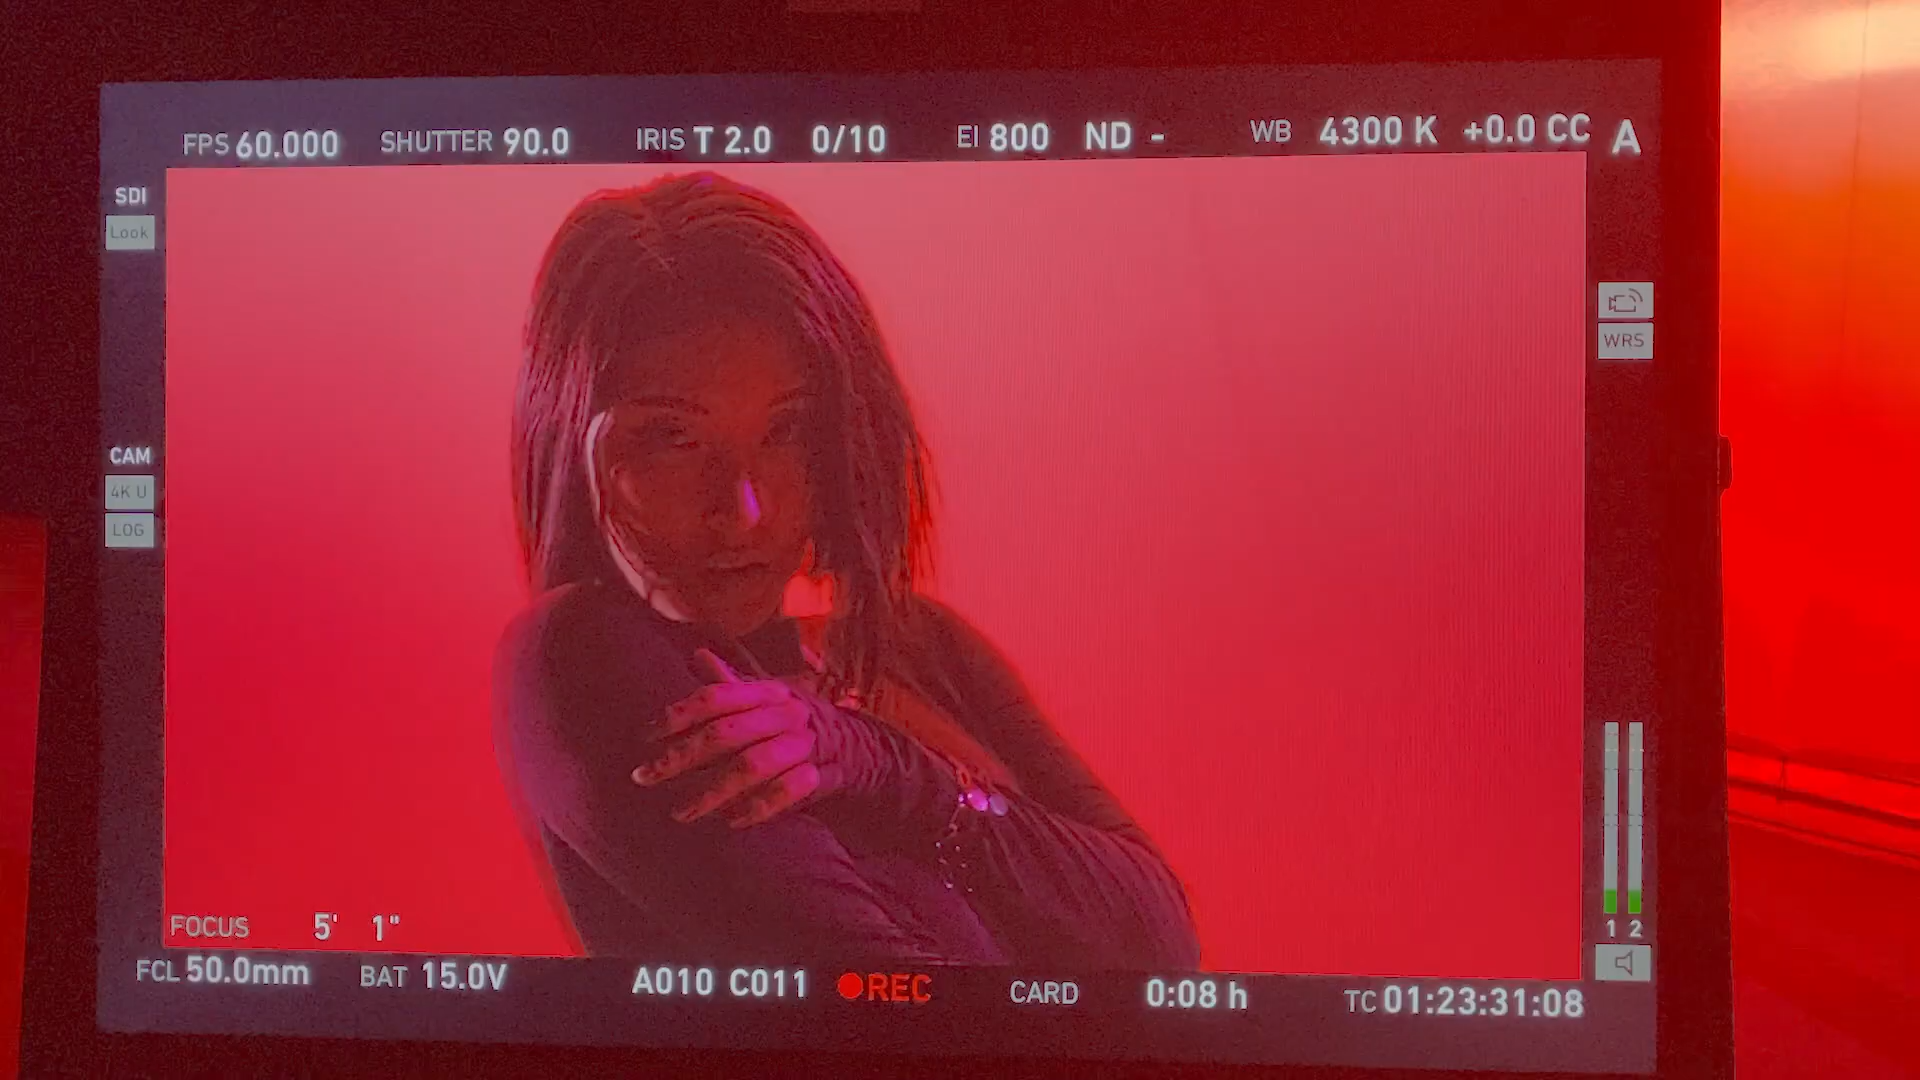 FPS 60.000 SHUTTER 90.0 IRIS T 2.0 0/10 EI 800 ND - WB 4300 K +0.0 CC A
SDI
Look
WRS
CAM
4K U
LOG
1 2
FOCUS 5' 1"
FCL 50.0mm BAT 15.0V A010 C011 REC CARD 0:08 h TC 01:23:31:08